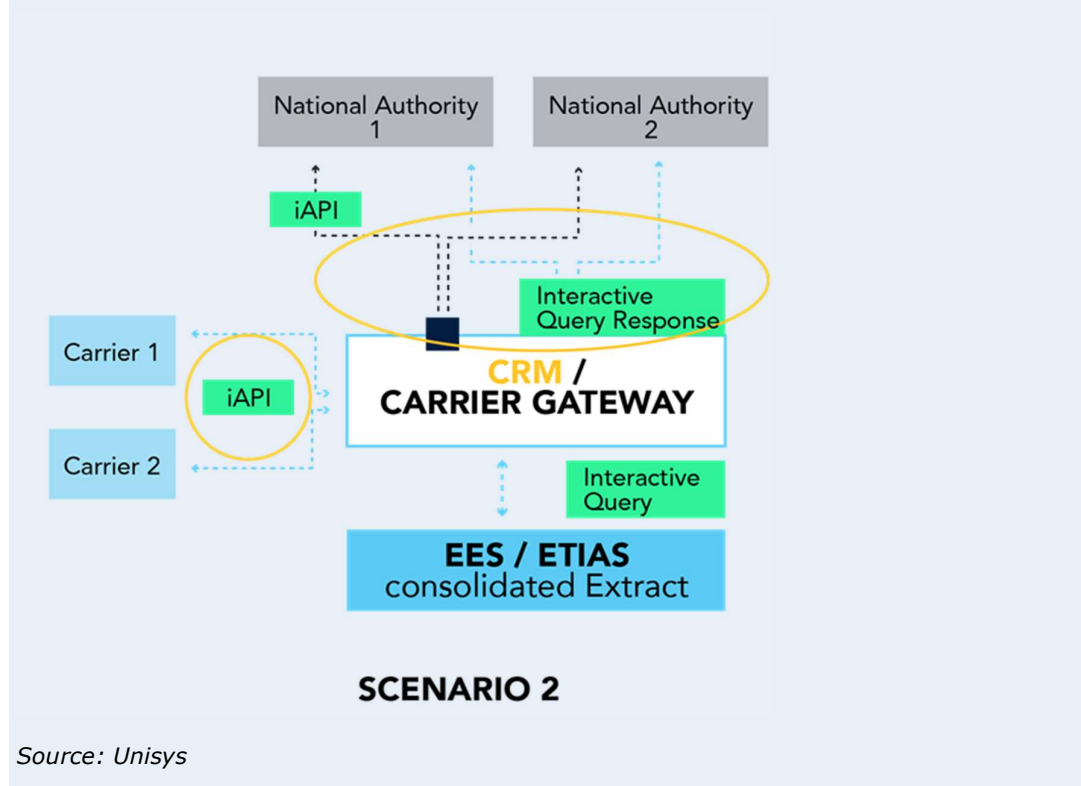 National Authority
1
National Authority
2
iAPI
Interactive
Query Response
Carrier 1
iAPI
Carrier 2
CRM /
CARRIER GATEWAY
Interactive
Query
EES / ETIAS
consolidated Extract
SCENARIO 2
Source: Unisys